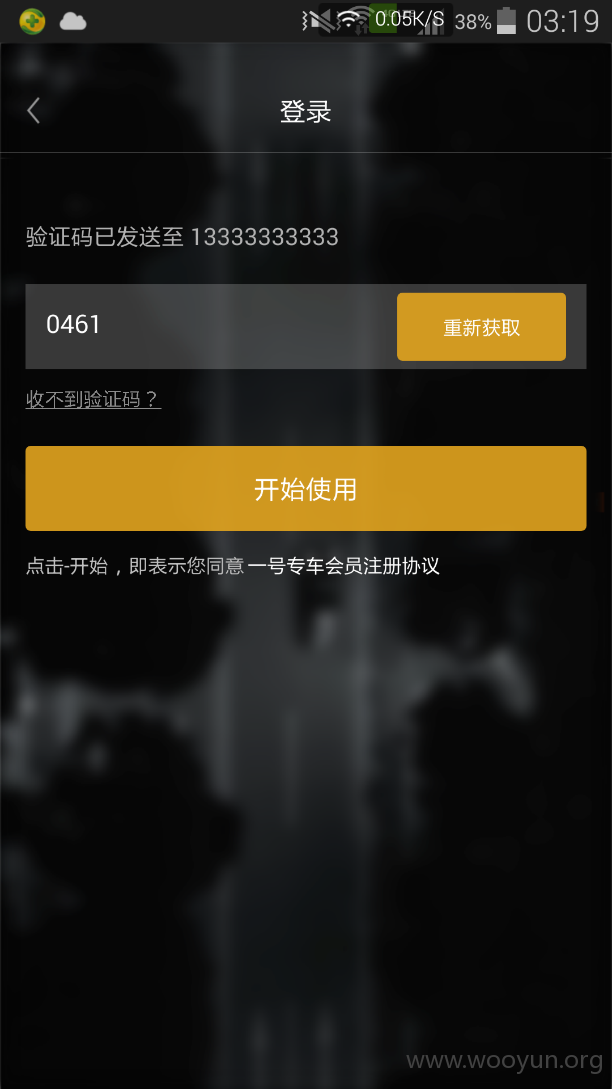 0.05K/S 38% 03:19
登录
验证码已发送至 13333333333
0461
重新获取
收不到验证码？
开始使用
点击-开始，即表示您同意一号专车会员注册协议
www.wooyun.org